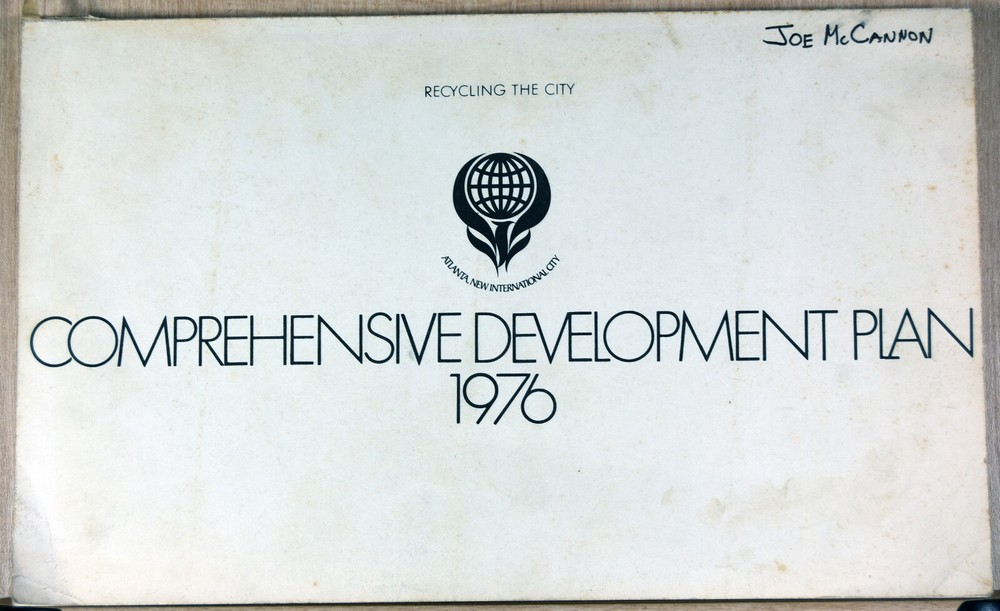 JOE McCANNON
RECYCLING THE CITY
ATLANTA, NEW INTERNATIONAL CITY
COMPREHENSIVE DEVELOPMENT PLAN
1976